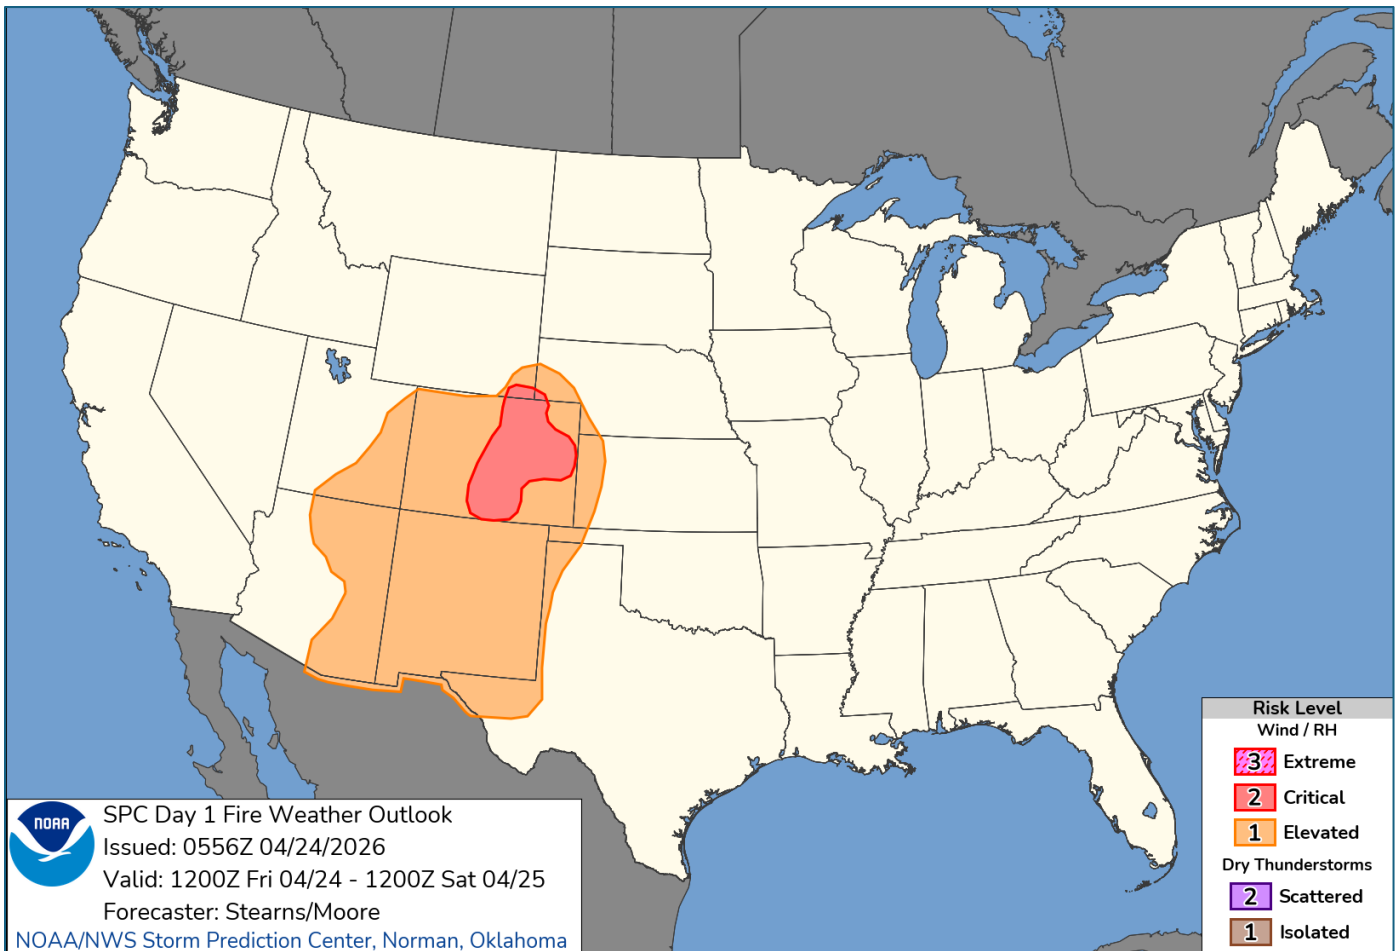 Risk Level
Wind / RH
3 Extreme
2 Critical
1 Elevated
Dry Thunderstorms
2 Scattered
1 Isolated
NOAA
SPC Day 1 Fire Weather Outlook
Issued: 0556Z 04/24/2026
Valid: 1200Z Fri 04/24 - 1200Z Sat 04/25
Forecaster: Stearns/Moore
NOAA/NWS Storm Prediction Center, Norman, Oklahoma